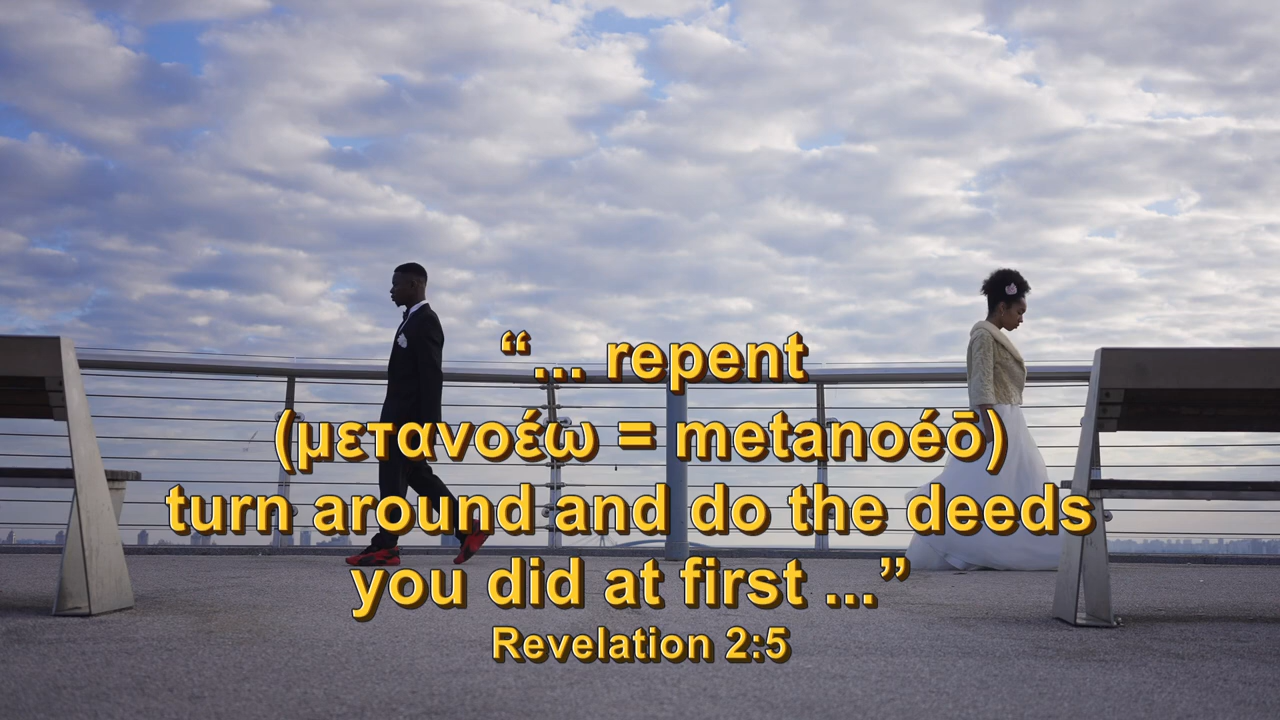 “... repent
(μετανοέω = metanoéō)
turn around and do the deeds
you did at first ...”
Revelation 2:5